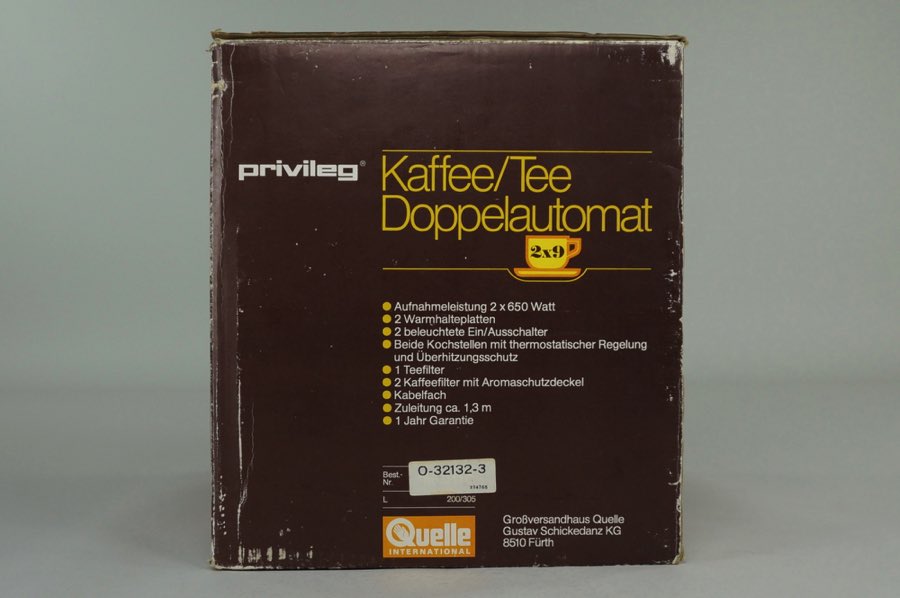 privileg®
Kaffee/Tee
Doppelautomat
2x9
● Aufnahmeleistung 2 x 650 Watt
● 2 Warmhalteplatten
● 2 beleuchtete Ein/Ausschalter
● Beide Kochstellen mit thermostatischer Regelung
und Überhitzungsschutz
● 1 Teefilter
● 2 Kaffeefilter mit Aromaschutzdeckel
● Kabelfach
● Zuleitung ca. 1,3 m
● 1 Jahr Garantie
Best.-
Nr.
O-32132-3
L 200/305
Quelle
INTERNATIONAL
Großversandhaus Quelle
Gustav Schickedanz KG
8510 Fürth